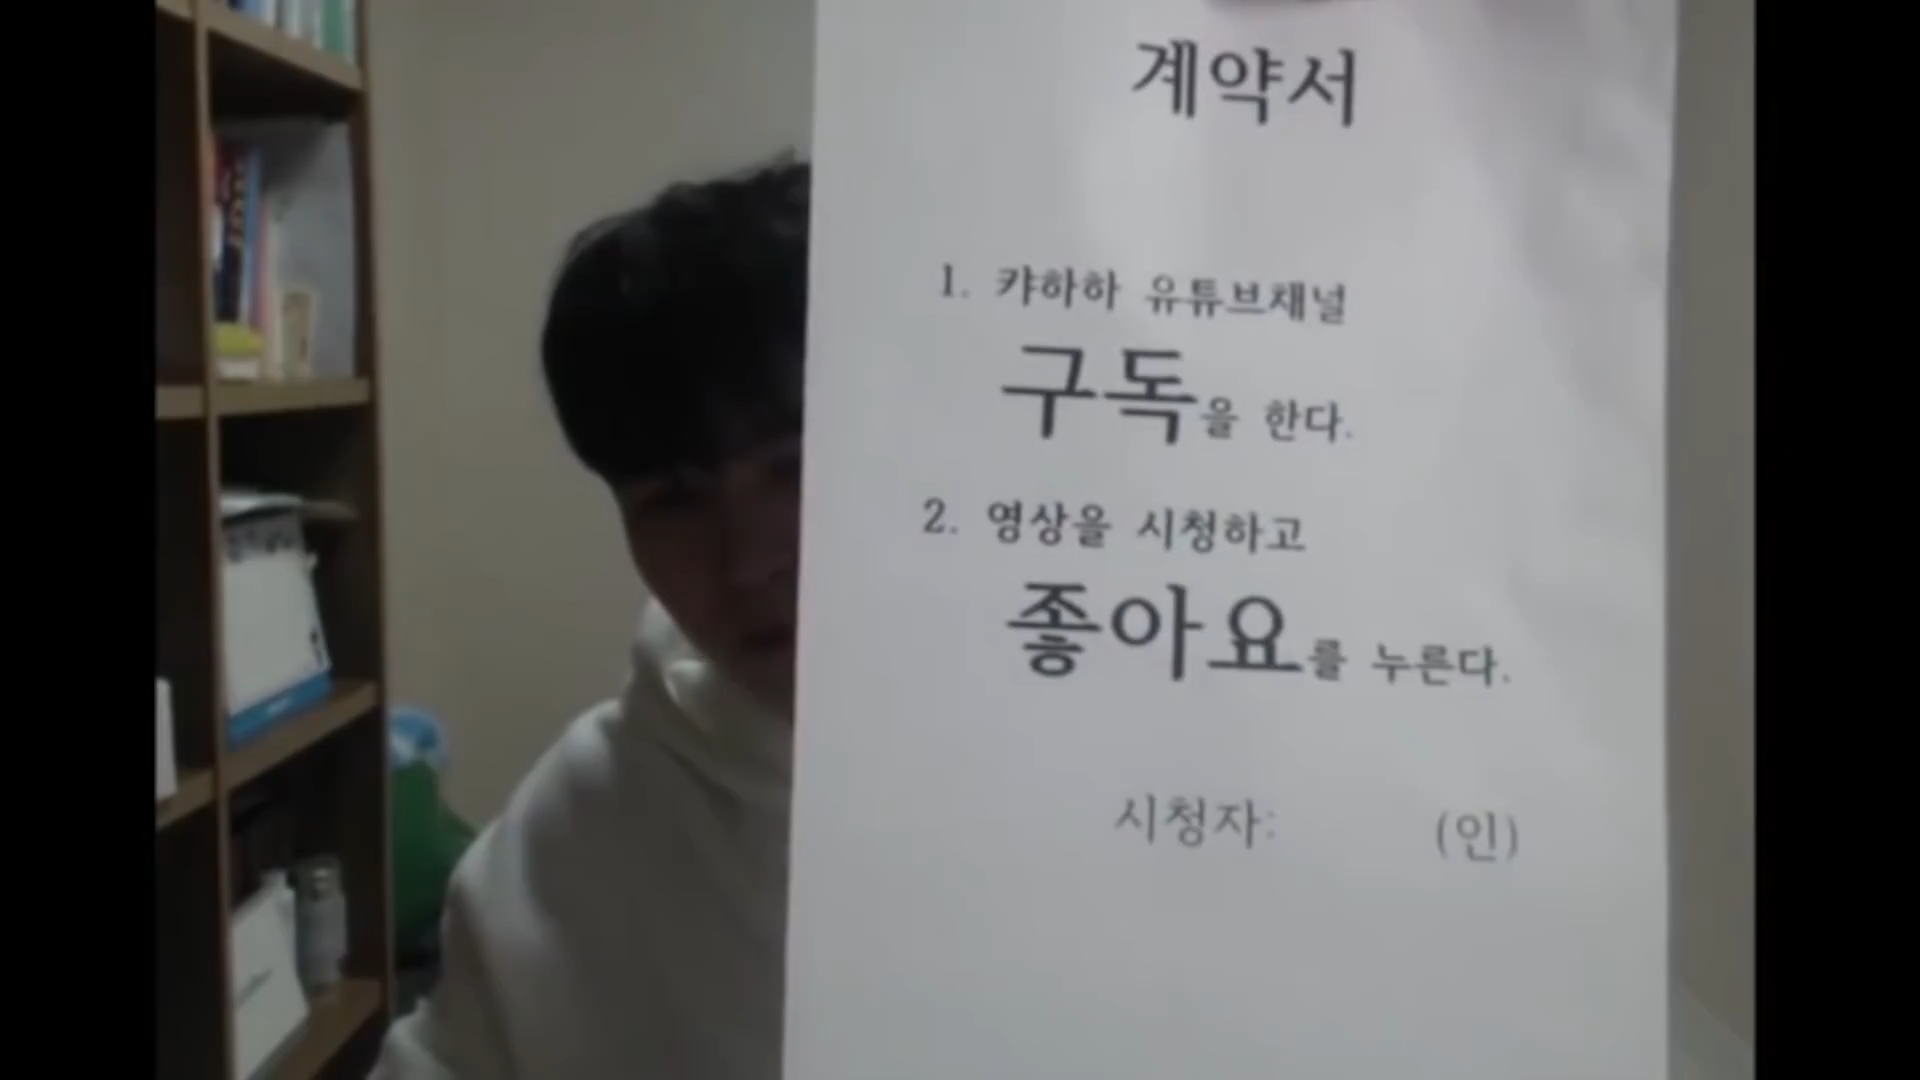 계약서
1. 캬하하 유튜브채널
구독을 한다.
2. 영상을 시청하고
좋아요를 누른다.
시청자: (인)